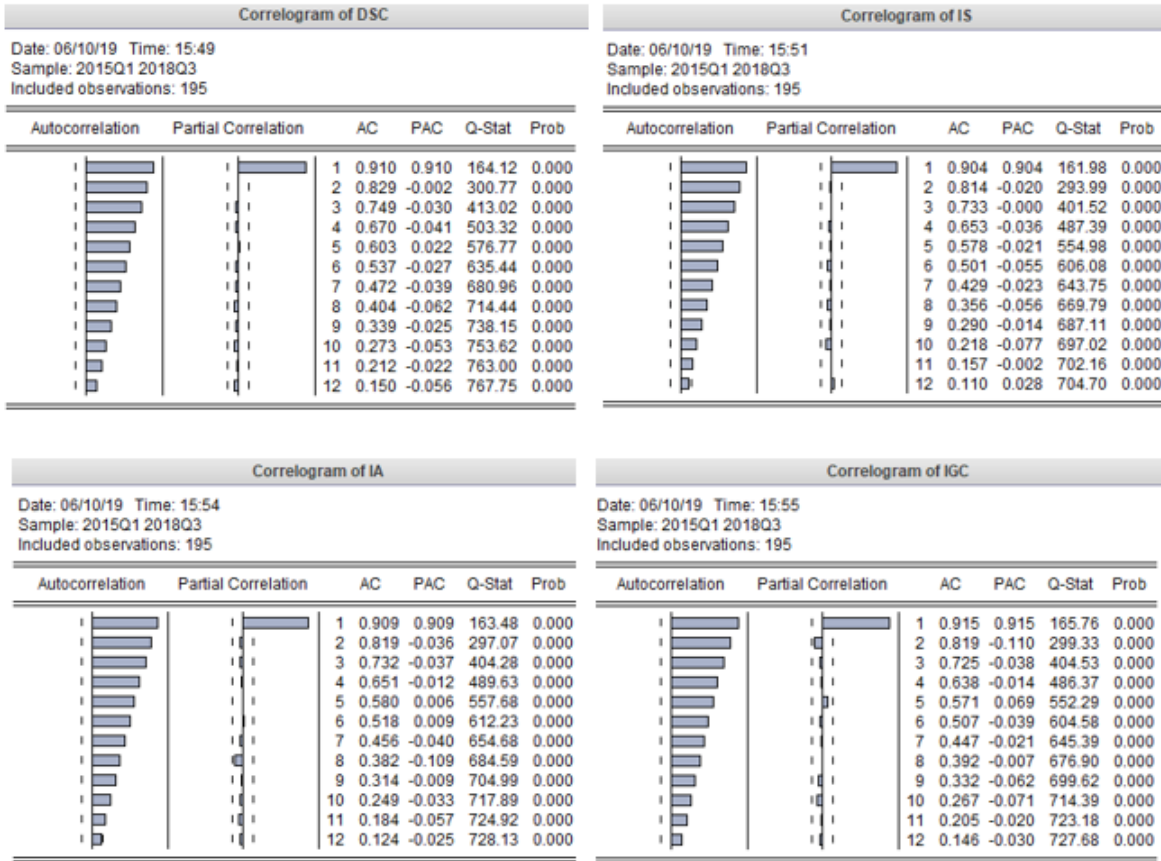 Correlogram of DSC
Date: 06/10/19 Time: 15:49
Sample: 2015Q1 2018Q3
Included observations: 195
Autocorrelation Partial Correlation AC PAC Q-Stat Prob
1 0.910 0.910 164.12 0.000
2 0.829 -0.002 300.77 0.000
3 0.749 -0.030 413.02 0.000
4 0.670 -0.041 503.32 0.000
5 0.603 0.022 576.77 0.000
6 0.537 -0.027 635.44 0.000
7 0.472 -0.039 680.96 0.000
8 0.404 -0.062 714.44 0.000
9 0.339 -0.025 738.15 0.000
10 0.273 -0.053 753.62 0.000
11 0.212 -0.022 763.00 0.000
12 0.150 -0.056 767.75 0.000
Correlogram of IS
Date: 06/10/19 Time: 15:51
Sample: 2015Q1 2018Q3
Included observations: 195
Autocorrelation Partial Correlation AC PAC Q-Stat Prob
1 0.904 0.904 161.98 0.000
2 0.814 -0.020 293.99 0.000
3 0.733 -0.000 401.52 0.000
4 0.653 -0.036 487.39 0.000
5 0.578 -0.021 554.98 0.000
6 0.501 -0.055 606.08 0.000
7 0.429 -0.023 643.75 0.000
8 0.356 -0.056 669.79 0.000
9 0.290 -0.014 687.11 0.000
10 0.218 -0.077 697.02 0.000
11 0.157 -0.002 702.16 0.000
12 0.110 0.028 704.70 0.000
Correlogram of IA
Date: 06/10/19 Time: 15:54
Sample: 2015Q1 2018Q3
Included observations: 195
Autocorrelation Partial Correlation AC PAC Q-Stat Prob
1 0.909 0.909 163.48 0.000
2 0.819 -0.036 297.07 0.000
3 0.732 -0.037 404.28 0.000
4 0.651 -0.012 489.63 0.000
5 0.580 0.006 557.68 0.000
6 0.518 0.009 612.23 0.000
7 0.456 -0.040 654.68 0.000
8 0.382 -0.109 684.59 0.000
9 0.314 -0.009 704.99 0.000
10 0.249 -0.033 717.89 0.000
11 0.184 -0.057 724.92 0.000
12 0.124 -0.025 728.13 0.000
Correlogram of IGC
Date: 06/10/19 Time: 15:55
Sample: 2015Q1 2018Q3
Included observations: 195
Autocorrelation Partial Correlation AC PAC Q-Stat Prob
1 0.915 0.915 165.76 0.000
2 0.819 -0.110 299.33 0.000
3 0.725 -0.038 404.53 0.000
4 0.638 -0.014 486.37 0.000
5 0.571 0.069 552.29 0.000
6 0.507 -0.039 604.58 0.000
7 0.447 -0.021 645.39 0.000
8 0.392 -0.007 676.90 0.000
9 0.332 -0.062 699.62 0.000
10 0.267 -0.071 714.39 0.000
11 0.205 -0.020 723.18 0.000
12 0.146 -0.030 727.68 0.000